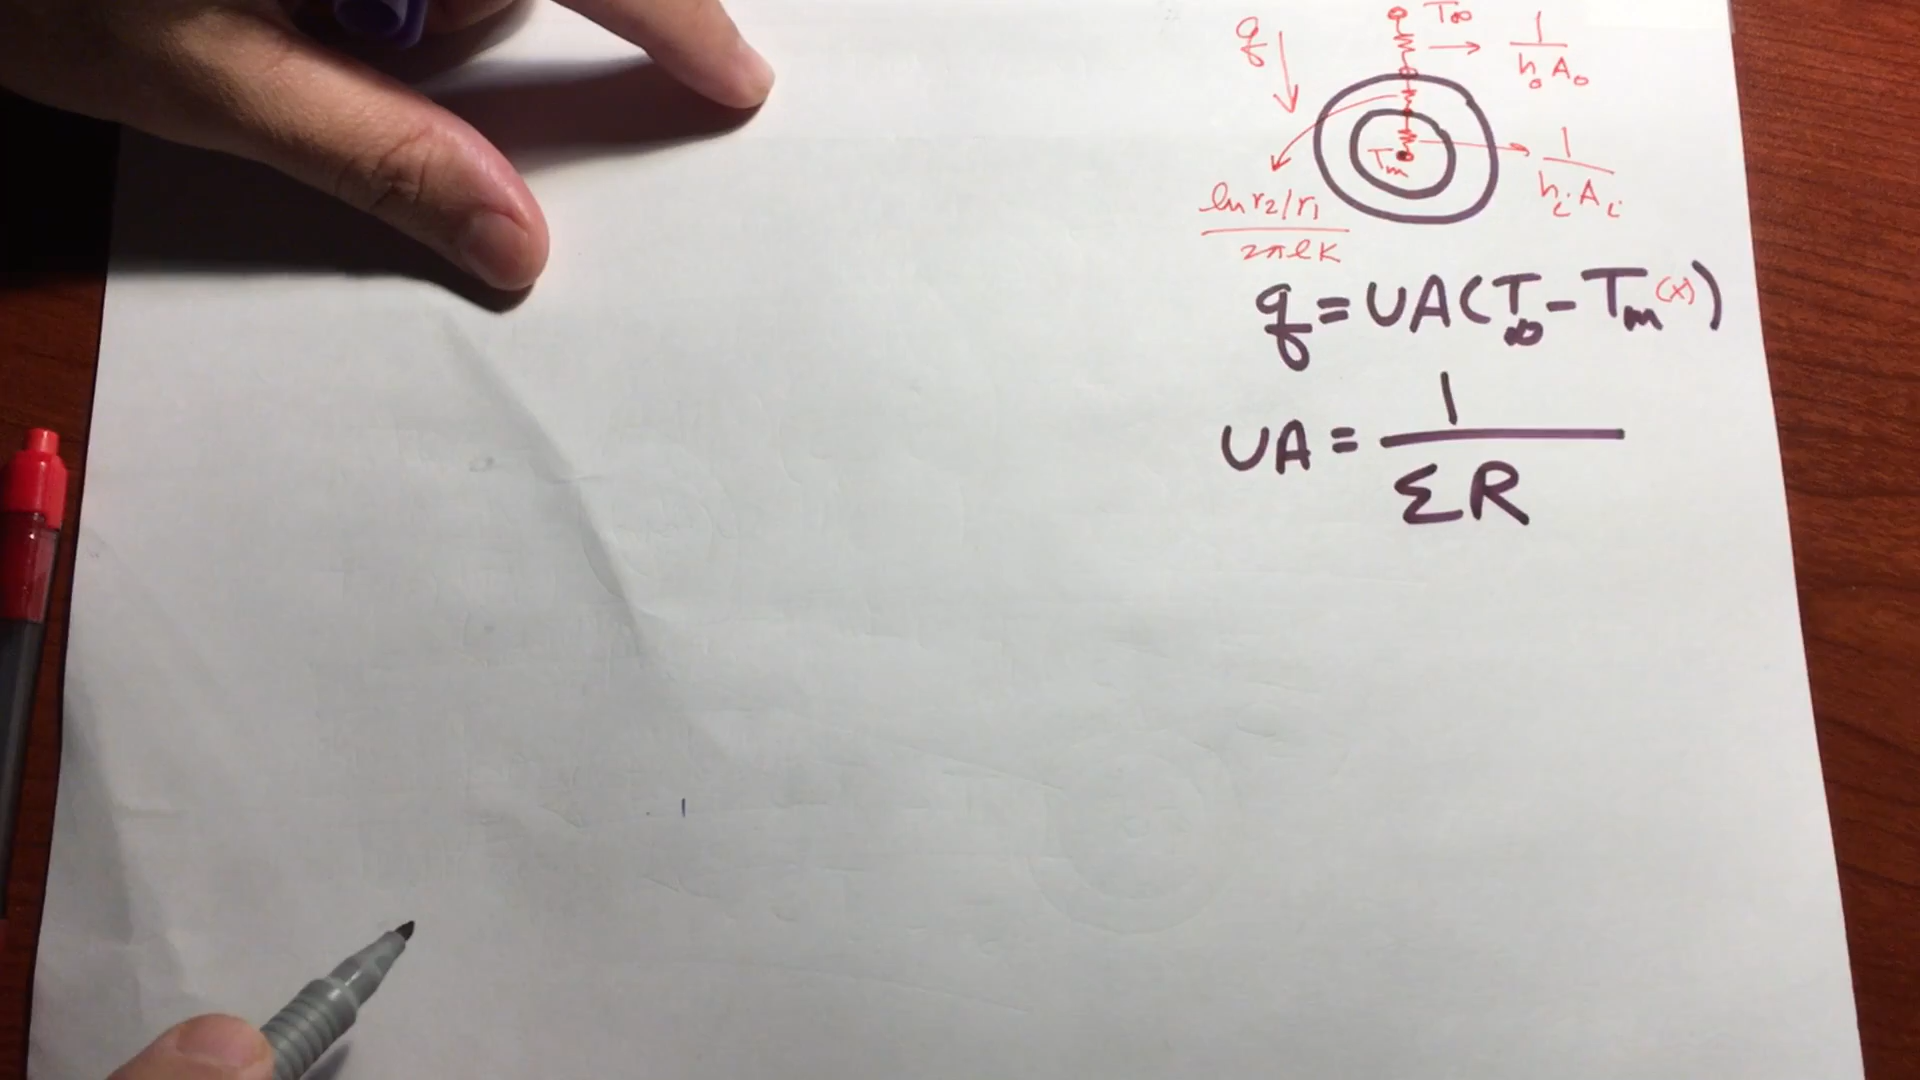 q T∞ 1/h₀A₀
Tm 1/hᵢAᵢ
ln r2/r1 / 2πℓk
q = UA(T∞ - Tm(x))
UA = 1/ΣR